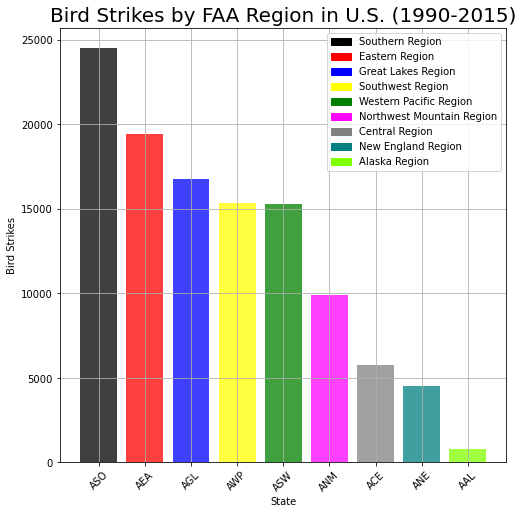 Bird Strikes by FAA Region in U.S. (1990-2015)
Southern Region
Eastern Region
Great Lakes Region
Southwest Region
Western Pacific Region
Northwest Mountain Region
Central Region
New England Region
Alaska Region
25000
20000
15000
10000
5000
0
Bird Strikes
ASO AEA AGL AWP ASW ANM ACE ANE AAL
State